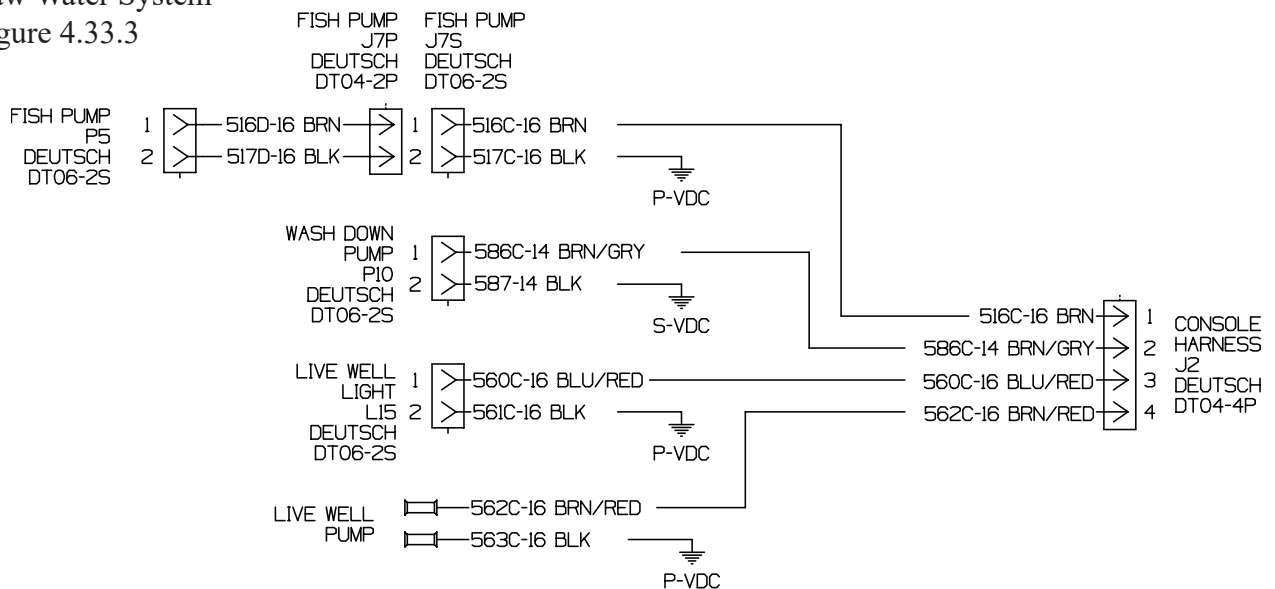 gure 4.33.3
FISH PUMP
J7P
DEUTSCH
DT04-2P
FISH PUMP
J7S
DEUTSCH
DT06-2S
FISH PUMP
P5
DEUTSCH
DT06-2S
1
2
516D-16 BRN
517D-16 BLK
1
2
516C-16 BRN
517C-16 BLK
P-VDC
WASH DOWN
PUMP
P10
DEUTSCH
DT06-2S
1
2
586C-14 BRN/GRY
587-14 BLK
S-VDC
LIVE WELL
LIGHT
L15
DEUTSCH
DT06-2S
1
2
560C-16 BLU/RED
561C-16 BLK
P-VDC
LIVE WELL
PUMP
562C-16 BRN/RED
563C-16 BLK
P-VDC
516C-16 BRN
586C-14 BRN/GRY
560C-16 BLU/RED
562C-16 BRN/RED
1
2
3
4
CONSOLE
HARNESS
J2
DEUTSCH
DT04-4P